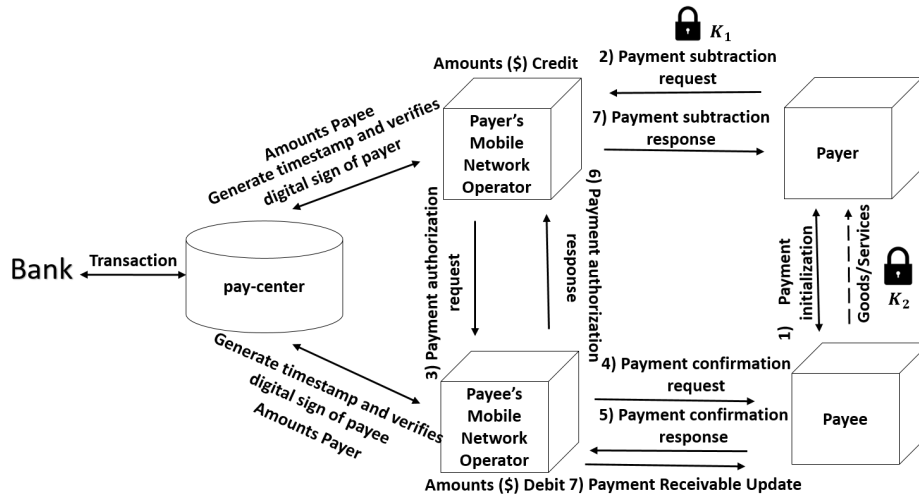 K₁
Amounts ($) Credit
2) Payment subtraction
request
Amounts Payee
Generate timestamp and verifies
digital sign of payer
Payer's
Mobile
Network
Operator
7) Payment subtraction
response
Payer
3) Payment authorization
request
6) Payment authorization
response
1) Payment
initialization
Goods/Services
K₂
Bank
Transaction
pay-center
Generate timestamp and verifies
digital sign of payee
Amounts Payer
Payee's
Mobile
Network
Operator
4) Payment confirmation
request
5) Payment confirmation
response
Payee
Amounts ($) Debit
7) Payment Receivable Update